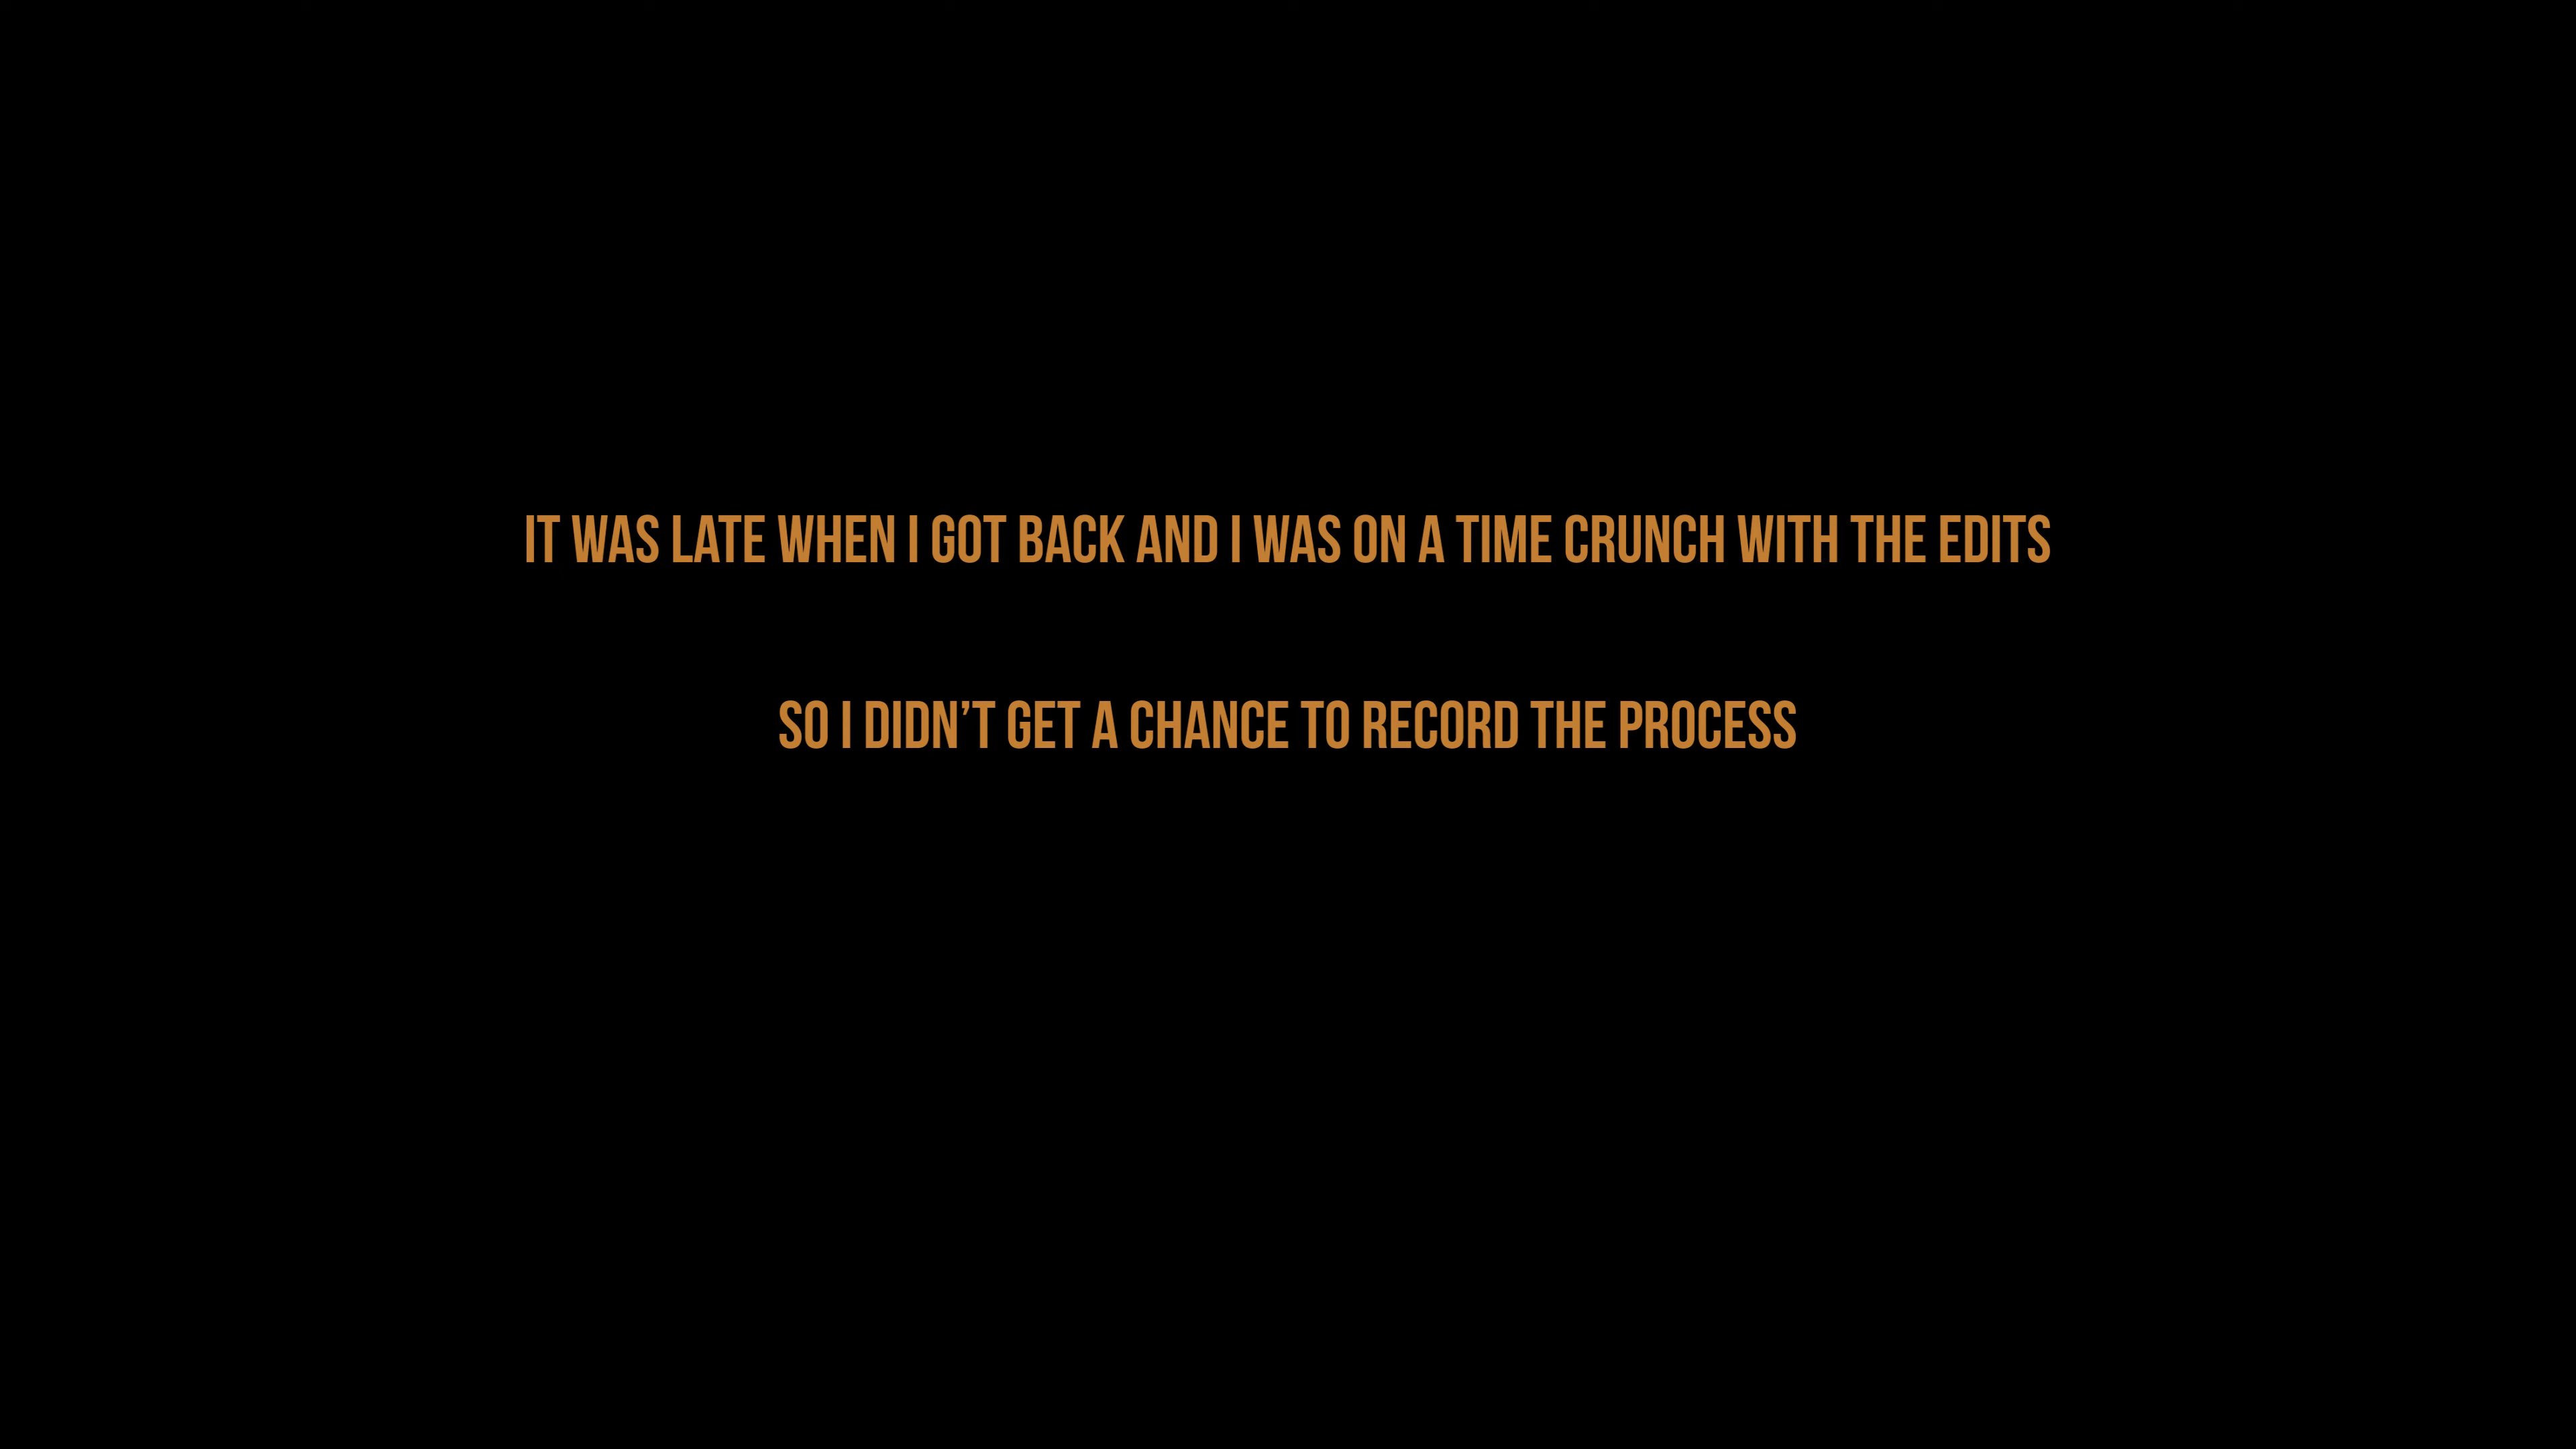 IT WAS LATE WHEN I GOT BACK AND I WAS ON A TIME CRUNCH WITH THE EDITS
SO I DIDN’T GET A CHANCE TO RECORD THE PROCESS